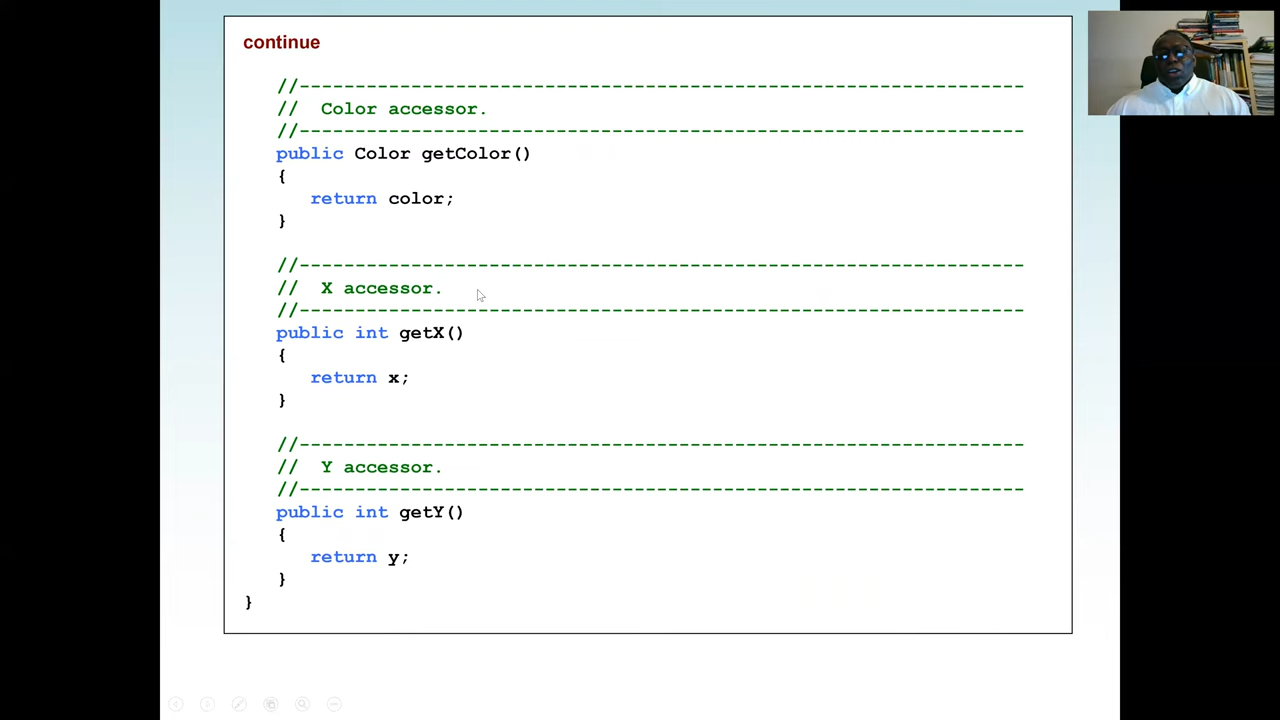 continue
//-----------------------------------------------------------------
//  Color accessor.
//-----------------------------------------------------------------
public Color getColor()
{
return color;
}
//-----------------------------------------------------------------
//  X accessor.
//-----------------------------------------------------------------
public int getX()
{
return x;
}
//-----------------------------------------------------------------
//  Y accessor.
//-----------------------------------------------------------------
public int getY()
{
return y;
}
}